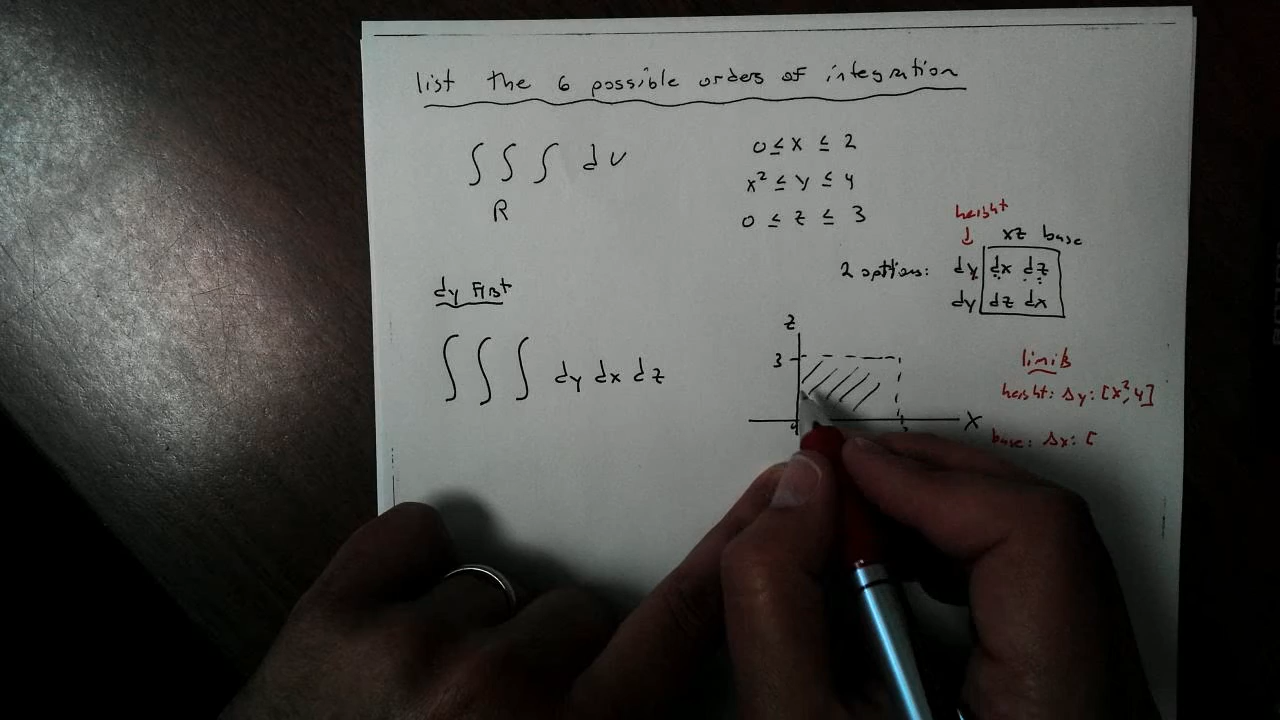 list the 6 possible orders of integration
∫ ∫ ∫ dV
R
0 ≤ x ≤ 2
x² ≤ y ≤ 4
0 ≤ z ≤ 3
height
↓ xz base
2 options: dy dx dz
dy dz dx
dy First
∫ ∫ ∫ dy dx dz
z
3
x
limits
height: Δy: [x², 4]
base: Δx: [